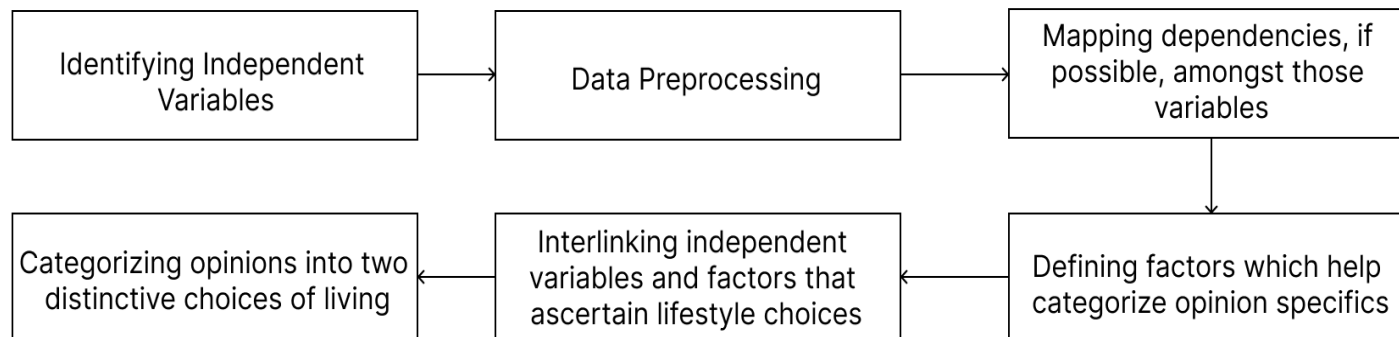 Identifying Independent
Variables
Data Preprocessing
Mapping dependencies, if
possible, amongst those
variables
Defining factors which help
categorize opinion specifics
Interlinking independent
variables and factors that
ascertain lifestyle choices
Categorizing opinions into two
distinctive choices of living